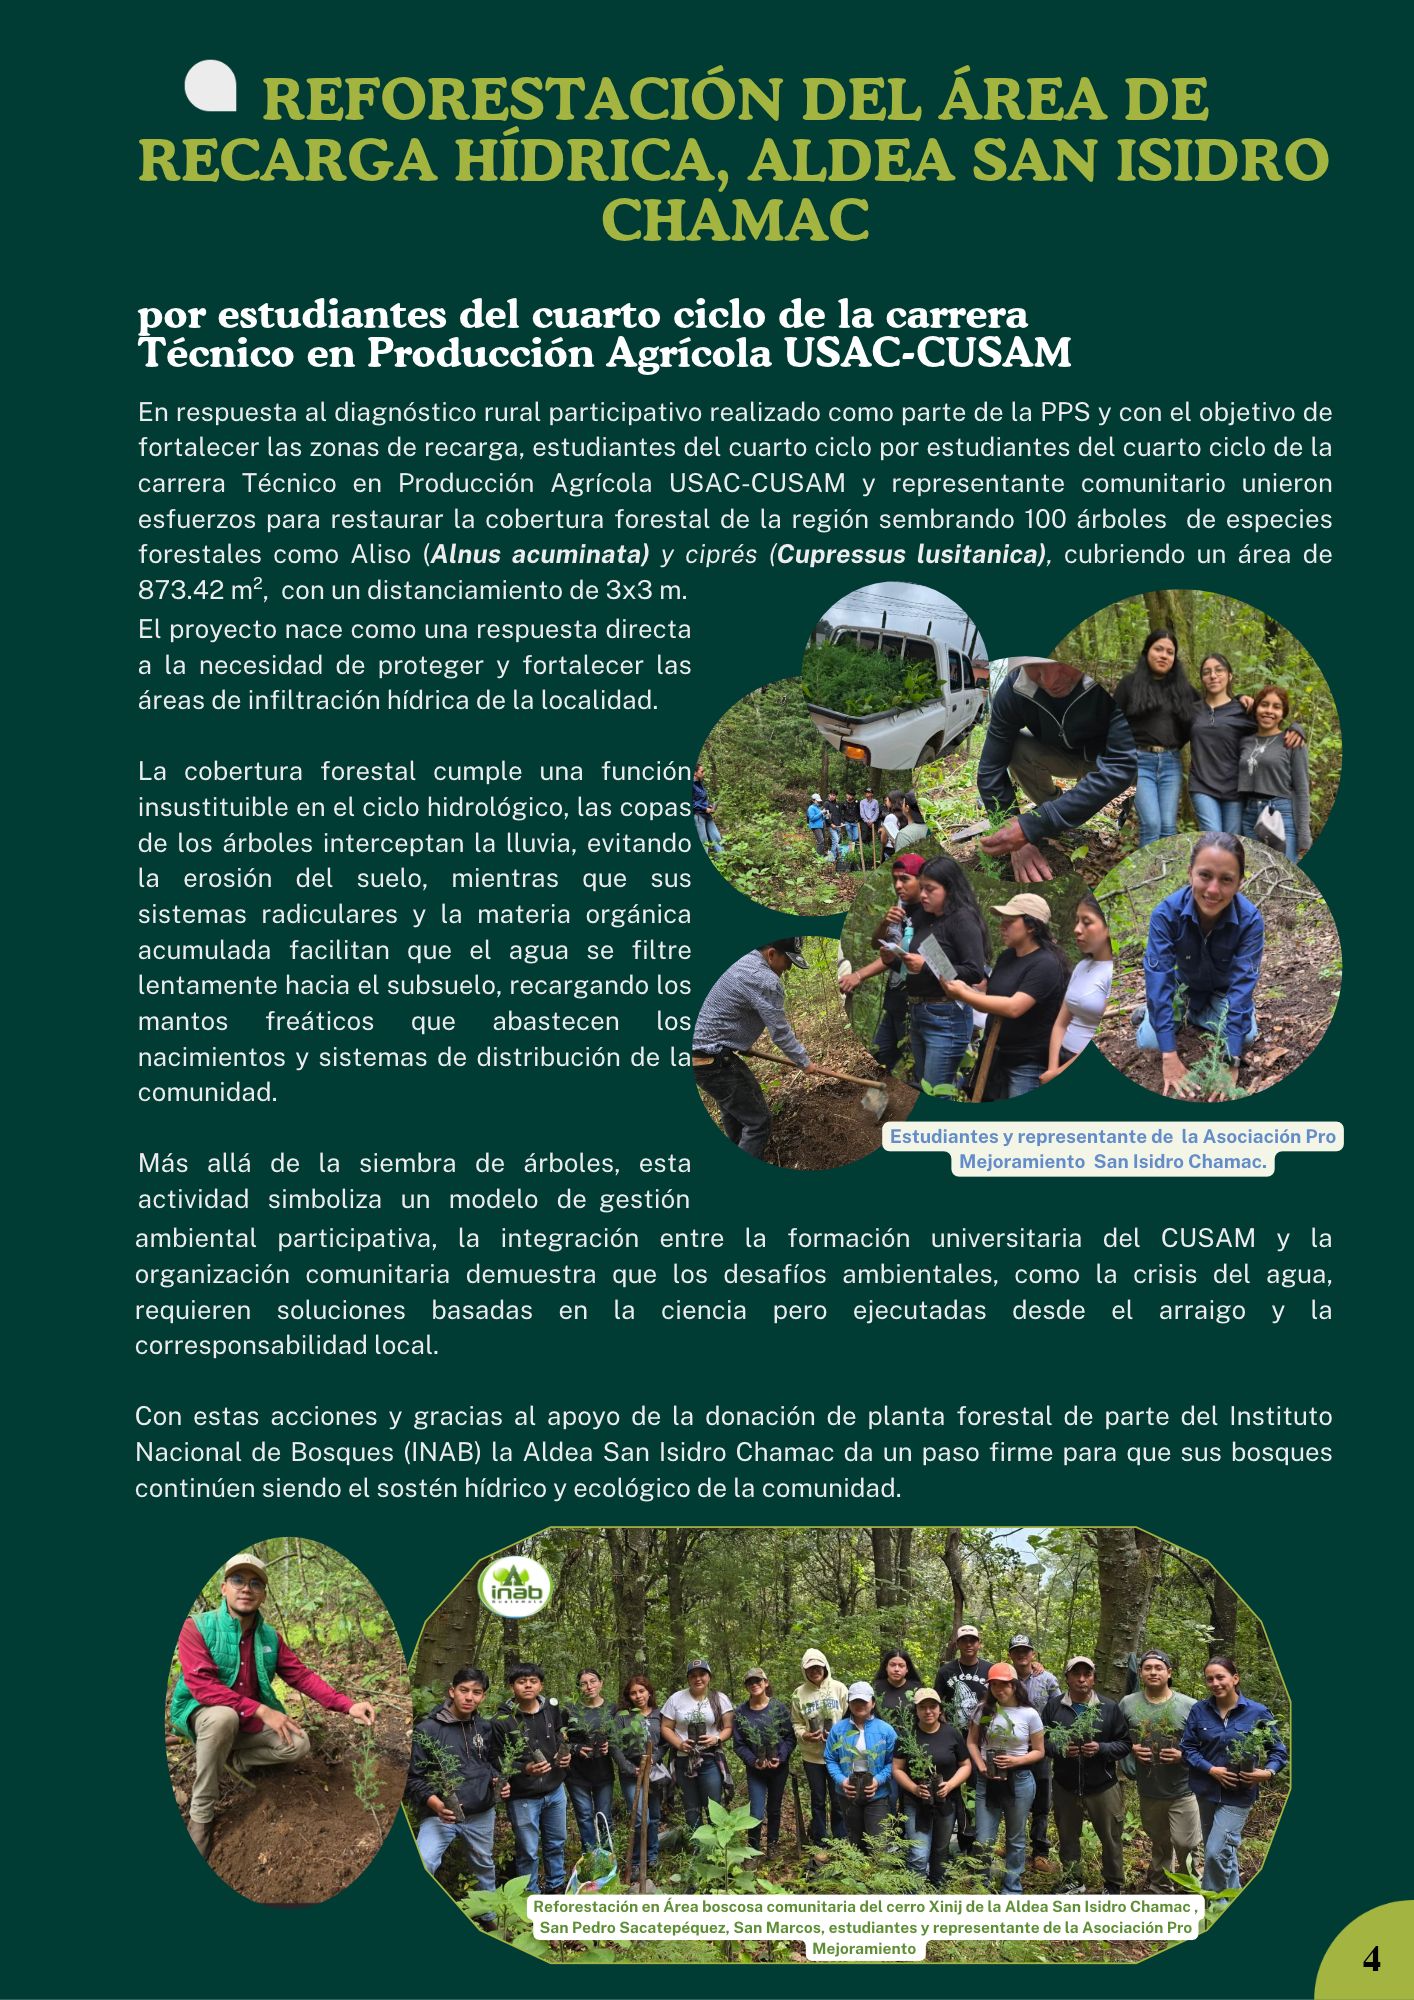 REFORESTACIÓN DEL ÁREA DE
RECARGA HÍDRICA, ALDEA SAN ISIDRO
CHAMAC
por estudiantes del cuarto ciclo de la carrera
Técnico en Producción Agrícola USAC-CUSAM
En respuesta al diagnóstico rural participativo realizado como parte de la PPS y con el objetivo de
fortalecer las zonas de recarga, estudiantes del cuarto ciclo por estudiantes del cuarto ciclo de la
carrera Técnico en Producción Agrícola USAC-CUSAM y representante comunitario unieron
esfuerzos para restaurar la cobertura forestal de la región sembrando 100 árboles de especies
forestales como Aliso (Alnus acuminata) y ciprés (Cupressus lusitanica), cubriendo un área de
873.42 m², con un distanciamiento de 3x3 m.
El proyecto nace como una respuesta directa
a la necesidad de proteger y fortalecer las
áreas de infiltración hídrica de la localidad.
La cobertura forestal cumple una función
insustituible en el ciclo hidrológico, las copas
de los árboles interceptan la lluvia, evitando
la erosión del suelo, mientras que sus
sistemas radiculares y la materia orgánica
acumulada facilitan que el agua se filtre
lentamente hacia el subsuelo, recargando los
mantos freáticos que abastecen los
nacimientos y sistemas de distribución de la
comunidad.
Estudiantes y representante de la Asociación Pro
Mejoramiento San Isidro Chamac.
Más allá de la siembra de árboles, esta
actividad simboliza un modelo de gestión
ambiental participativa, la integración entre la formación universitaria del CUSAM y la
organización comunitaria demuestra que los desafíos ambientales, como la crisis del agua,
requieren soluciones basadas en la ciencia pero ejecutadas desde el arraigo y la
corresponsabilidad local.
Con estas acciones y gracias al apoyo de la donación de planta forestal de parte del Instituto
Nacional de Bosques (INAB) la Aldea San Isidro Chamac da un paso firme para que sus bosques
continúen siendo el sostén hídrico y ecológico de la comunidad.
inab
Guatemala
Reforestación en Área boscosa comunitaria del cerro Xinij de la Aldea San Isidro Chamac ,
San Pedro Sacatepéquez, San Marcos, estudiantes y representante de la Asociación Pro
Mejoramiento
4